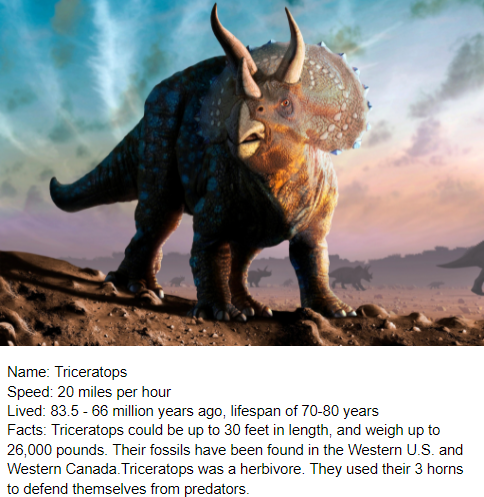 Name: Triceratops
Speed: 20 miles per hour
Lived: 83.5 - 66 million years ago, lifespan of 70-80 years
Facts: Triceratops could be up to 30 feet in length, and weigh up to
26,000 pounds. Their fossils have been found in the Western U.S. and
Western Canada.Triceratops was a herbivore. They used their 3 horns
to defend themselves from predators.